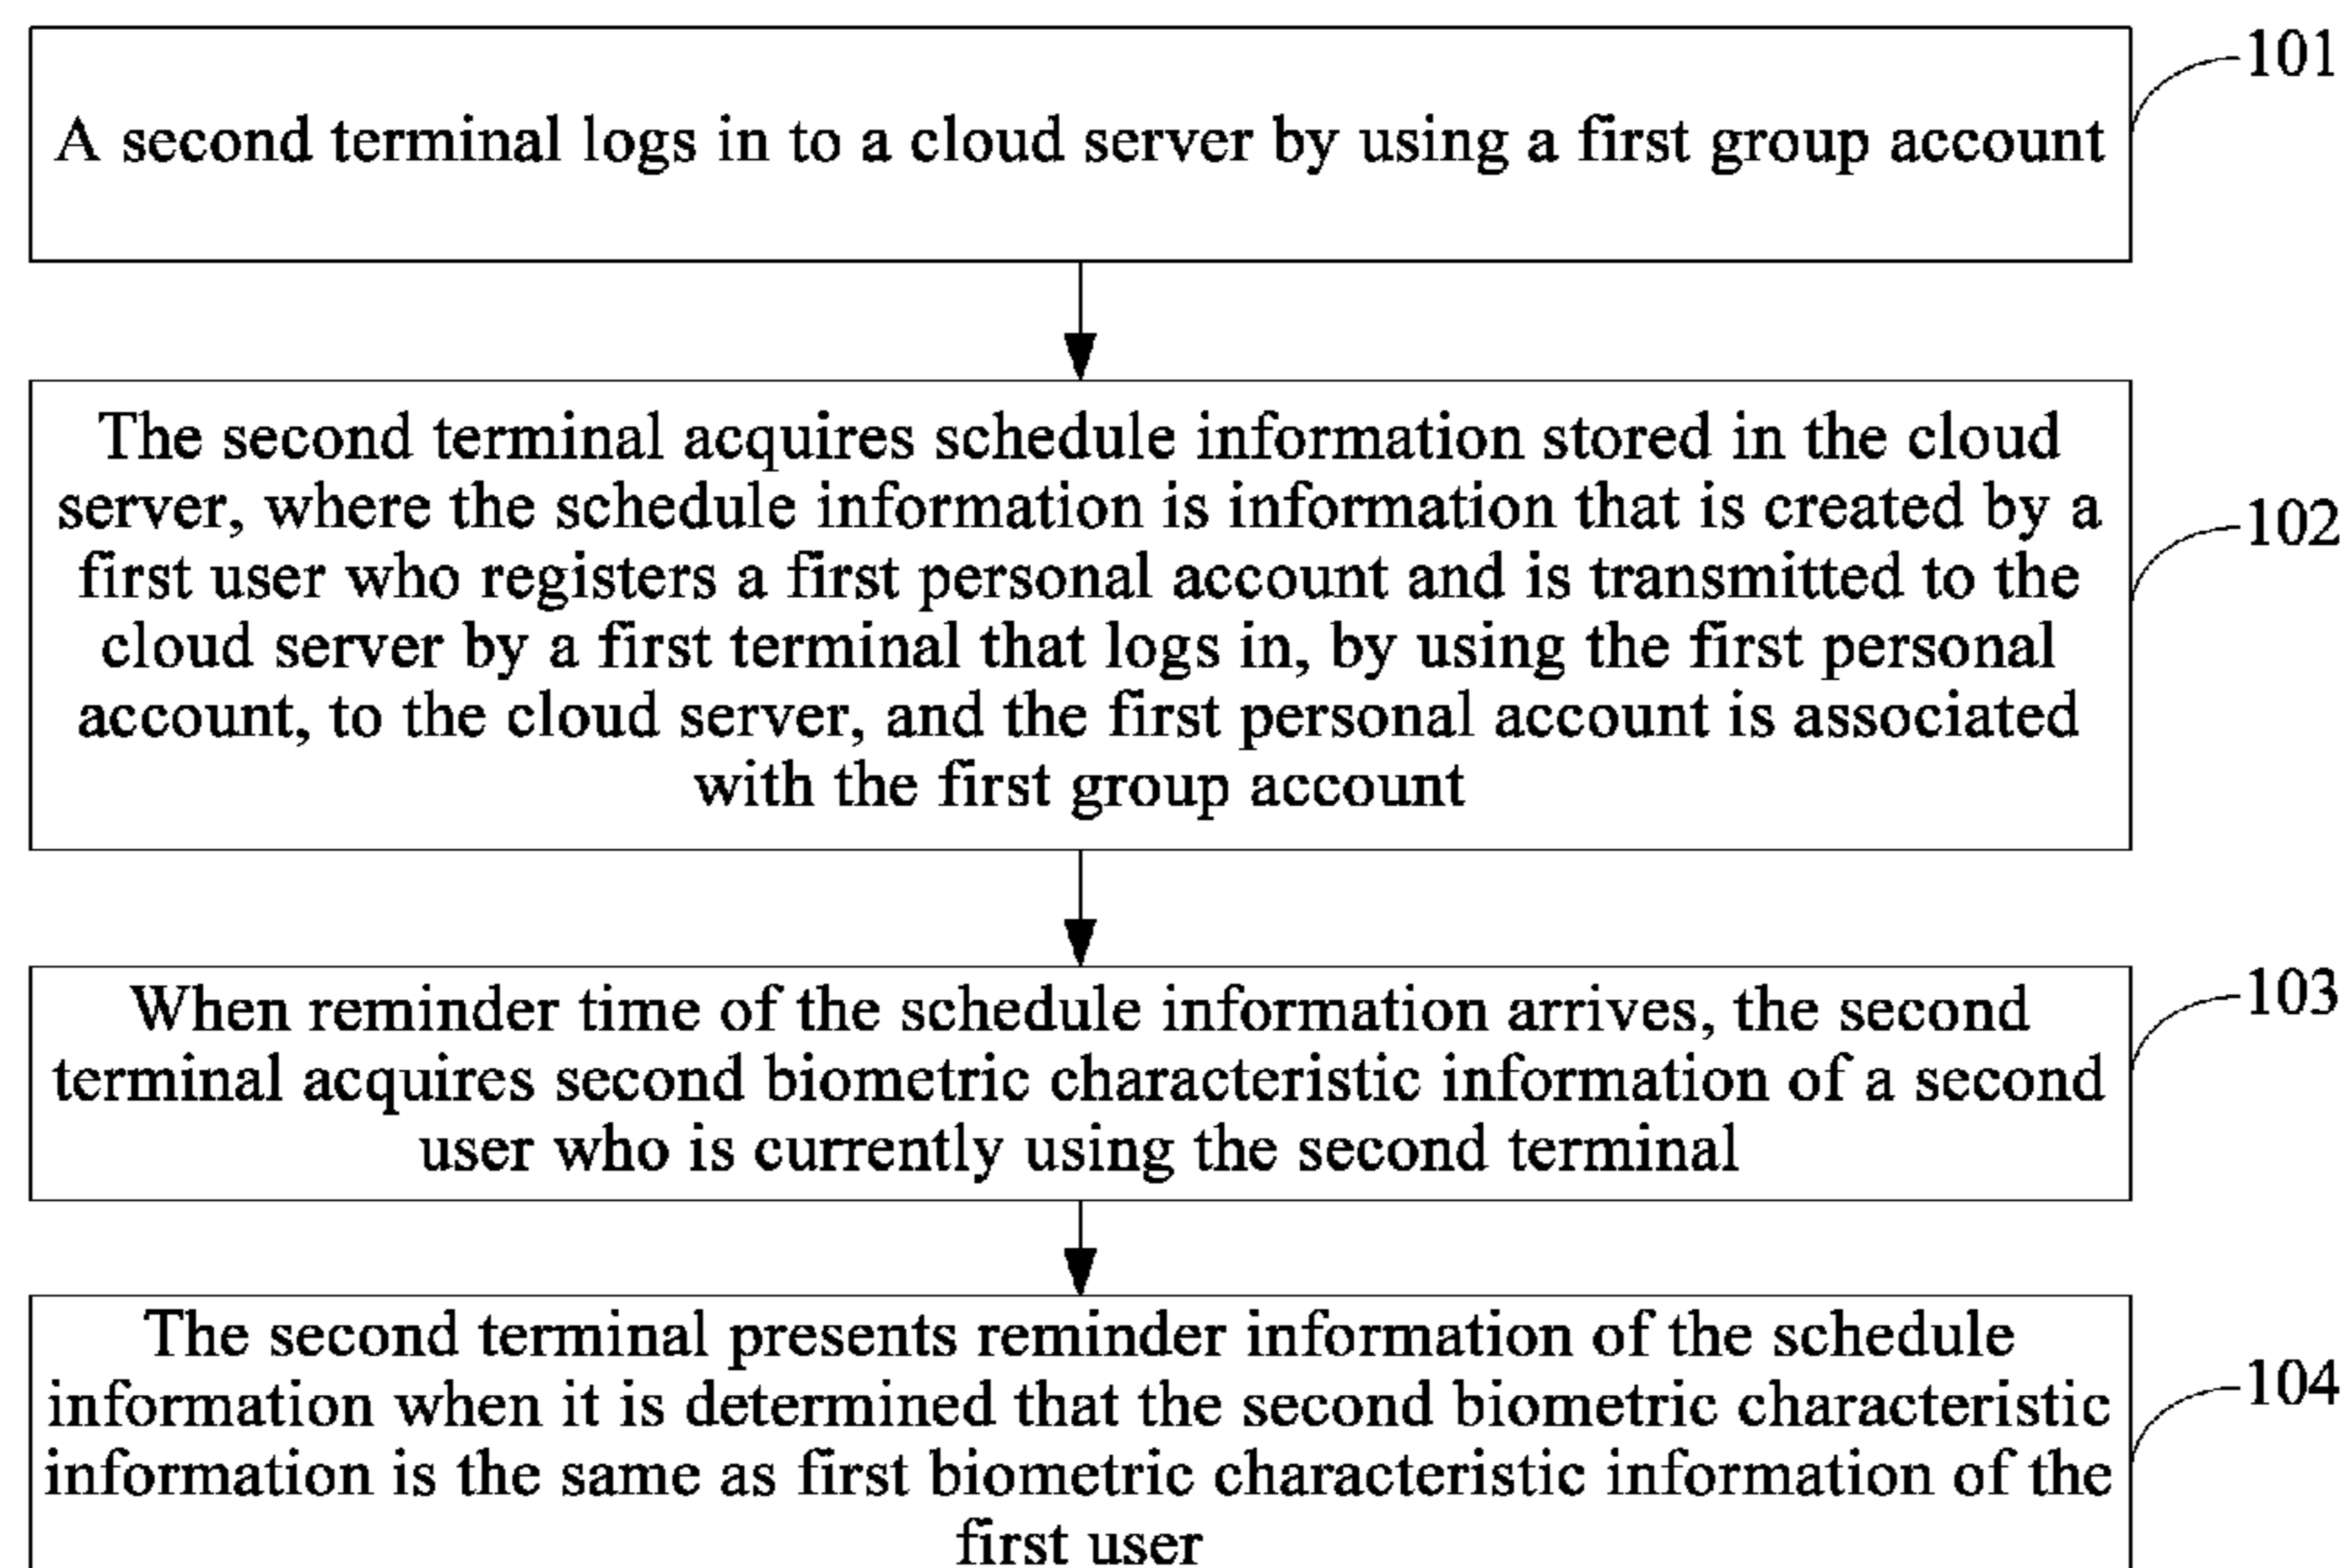 101
A second terminal logs in to a cloud server by using a first group account
The second terminal acquires schedule information stored in the cloud
server, where the schedule information is information that is created by a
102
first user who registers a first personal account and is transmitted to the
cloud server by a first terminal that logs in, by using the first personal
account, to the cloud server, and the first personal account is associated
with the first group account
103
When reminder time of the schedule information arrives, the second
terminal acquires second biometric characteristic information of a second
user who is currently using the second terminal
The second terminal presents reminder information of the schedule
104
information when it is determined that the second biometric characteristic
information is the same as first biometric characteristic information of the
first user